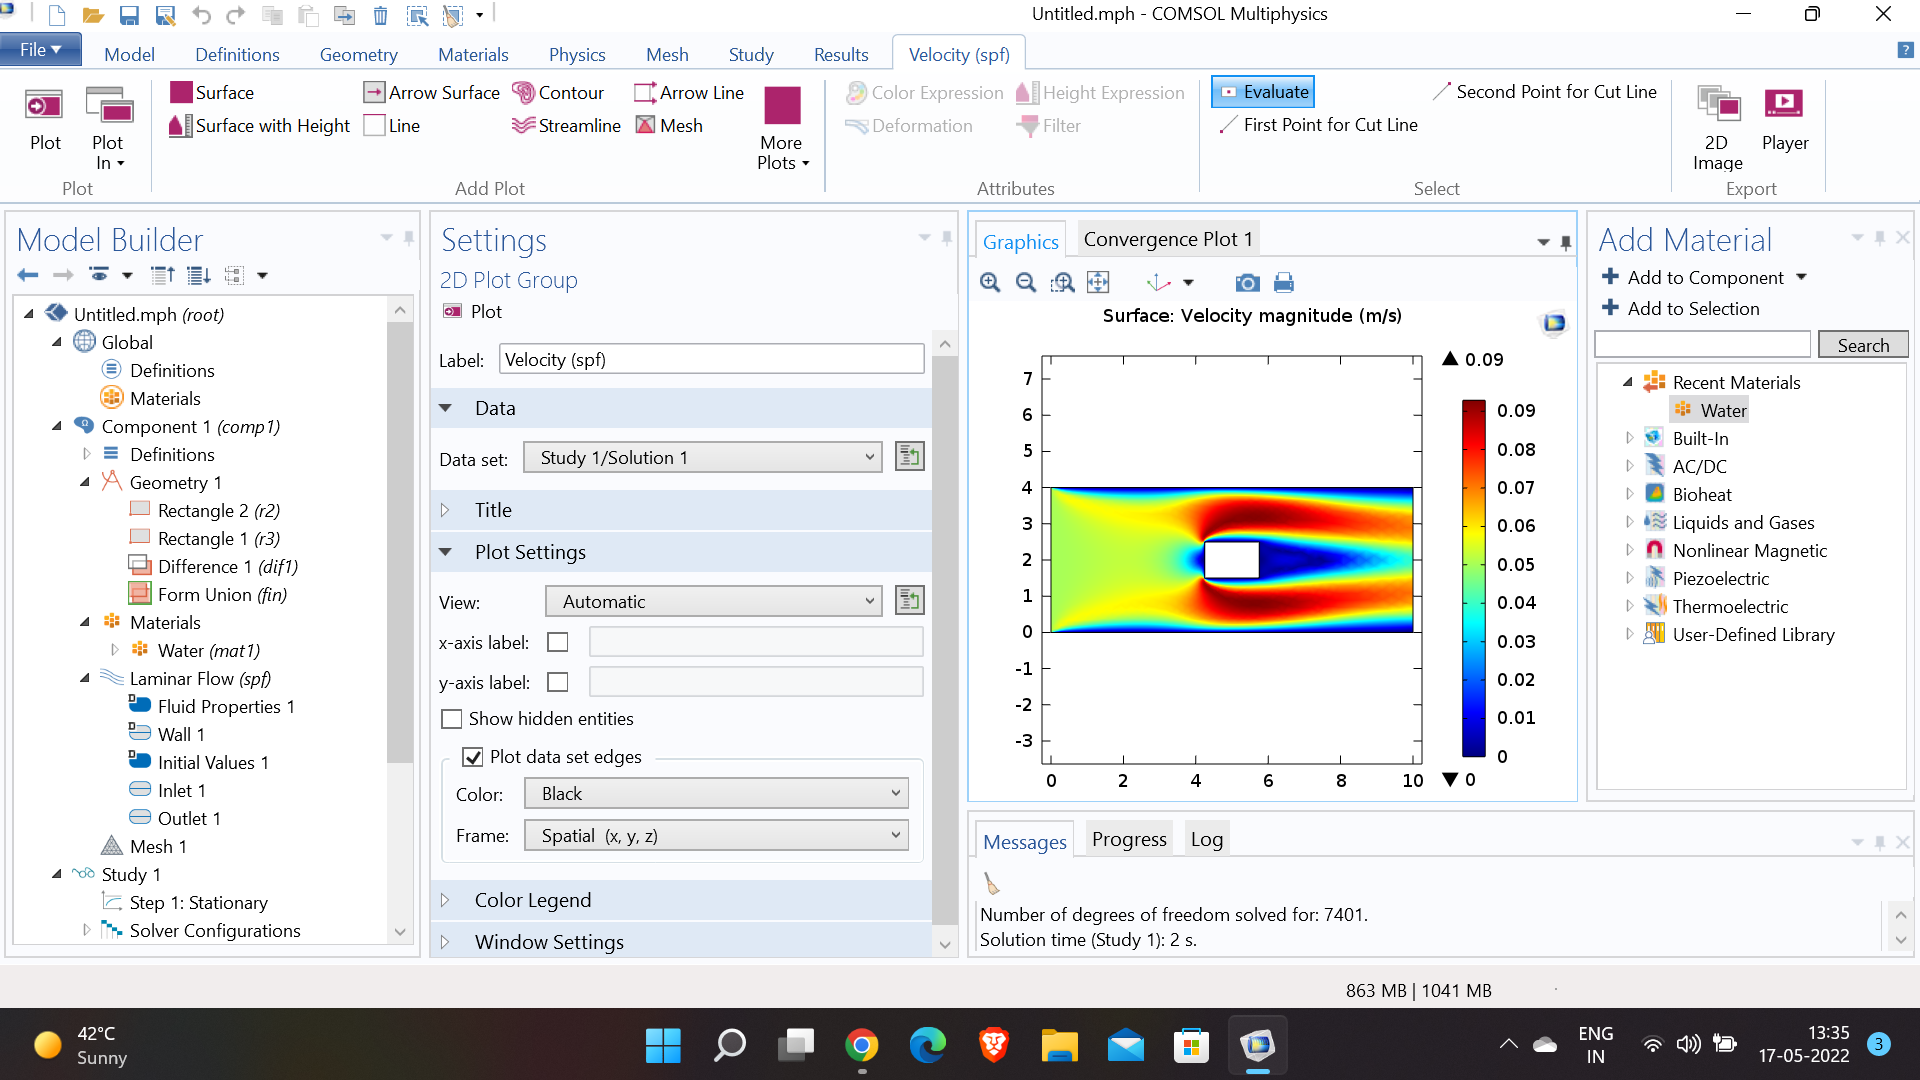 Untitled.mph - COMSOL Multiphysics
File Model Definitions Geometry Materials Physics Mesh Study Results Velocity (spf)
Surface Arrow Surface Contour Arrow Line
Surface with Height Line Streamline Mesh
Plot
Plot In
More Plots
Color Expression Height Expression
Deformation Filter
Evaluate Second Point for Cut Line
First Point for Cut Line
2D Image
Player
Plot Add Plot Attributes Select Export
Model Builder
Untitled.mph (root)
Global
Definitions
Materials
Component 1 (comp1)
Definitions
Geometry 1
Rectangle 2 (r2)
Rectangle 1 (r3)
Difference 1 (dif1)
Form Union (fin)
Materials
Water (mat1)
Laminar Flow (spf)
Fluid Properties 1
Wall 1
Initial Values 1
Inlet 1
Outlet 1
Mesh 1
Study 1
Step 1: Stationary
Solver Configurations
Settings
2D Plot Group
Plot
Label: Velocity (spf)
Data
Data set: Study 1/Solution 1
Title
Plot Settings
View: Automatic
x-axis label:
y-axis label:
Show hidden entities
Plot data set edges
Color: Black
Frame: Spatial (x, y, z)
Color Legend
Window Settings
Graphics Convergence Plot 1
Surface: Velocity magnitude (m/s)
7
6
5
4
3
2
1
0
-1
-2
-3
0 2 4 6 8 10
▲ 0.09
0.09
0.08
0.07
0.06
0.05
0.04
0.03
0.02
0.01
0
▼ 0
Add Material
Add to Component
Add to Selection
Search
Recent Materials
Water
Built-In
AC/DC
Bioheat
Liquids and Gases
Nonlinear Magnetic
Piezoelectric
Thermoelectric
User-Defined Library
Messages Progress Log
Number of degrees of freedom solved for: 7401.
Solution time (Study 1): 2 s.
863 MB | 1041 MB
42°C
Sunny
ENG
IN
13:35
17-05-2022
3